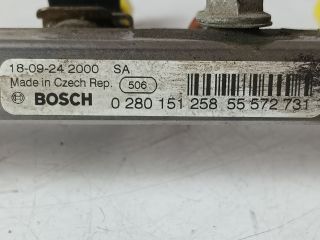 18-09-24 2000 SA
Made in Czech Rep. 506
BOSCH 0 280 151 258 55 572 731